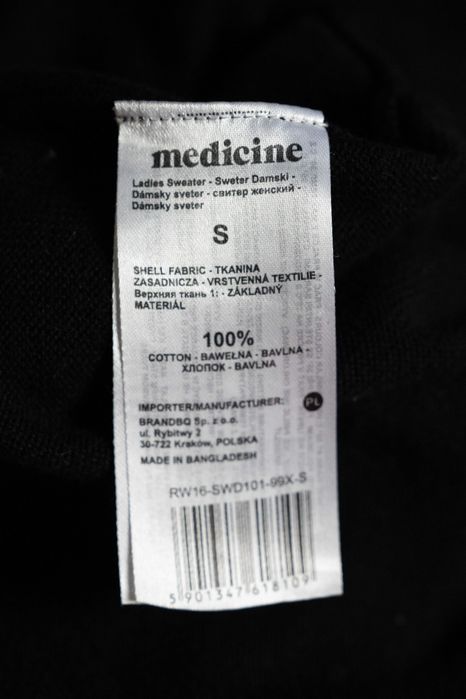 medicine
Ladies Sweater - Sweter Damski -
Dámsky sveter - свитер женский -
Dámsky sveter
S
SHELL FABRIC - TKANINA
ZASADNICZA - VRSTVENNÁ TEXTILIE -
Верхняя ткань 1: - ZÁKLADNÝ
MATERIÁL
100%
COTTON - BAWEŁNA - BAVLNA -
ХЛОПОК - BAVLNA
IMPORTER/MANUFACTURER: PL
BRANDBQ Sp. z o.o.
ul. Rybitwy 2
30-722 Kraków, POLSKA
MADE IN BANGLADESH
RW16-SWD101-99X-S
5 901347 618109